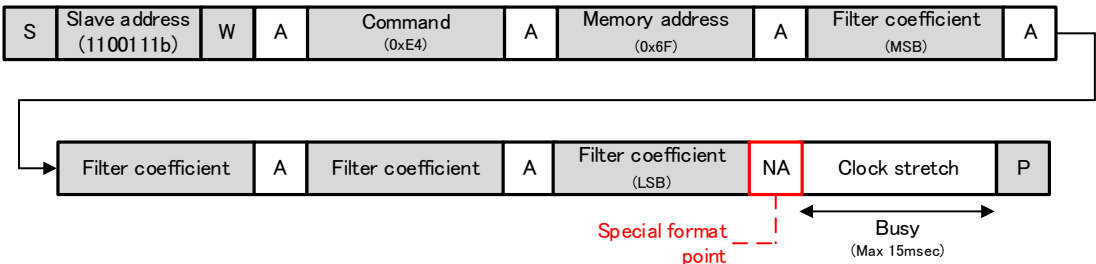 S
Slave address
(1100111b)
W
A
Command
(0xE4)
A
Memory address
(0x6F)
A
Filter coefficient
(MSB)
A
Filter coefficient
A
Filter coefficient
A
Filter coefficient
(LSB)
NA
Clock stretch
P
Special format
point
Busy
(Max 15msec)